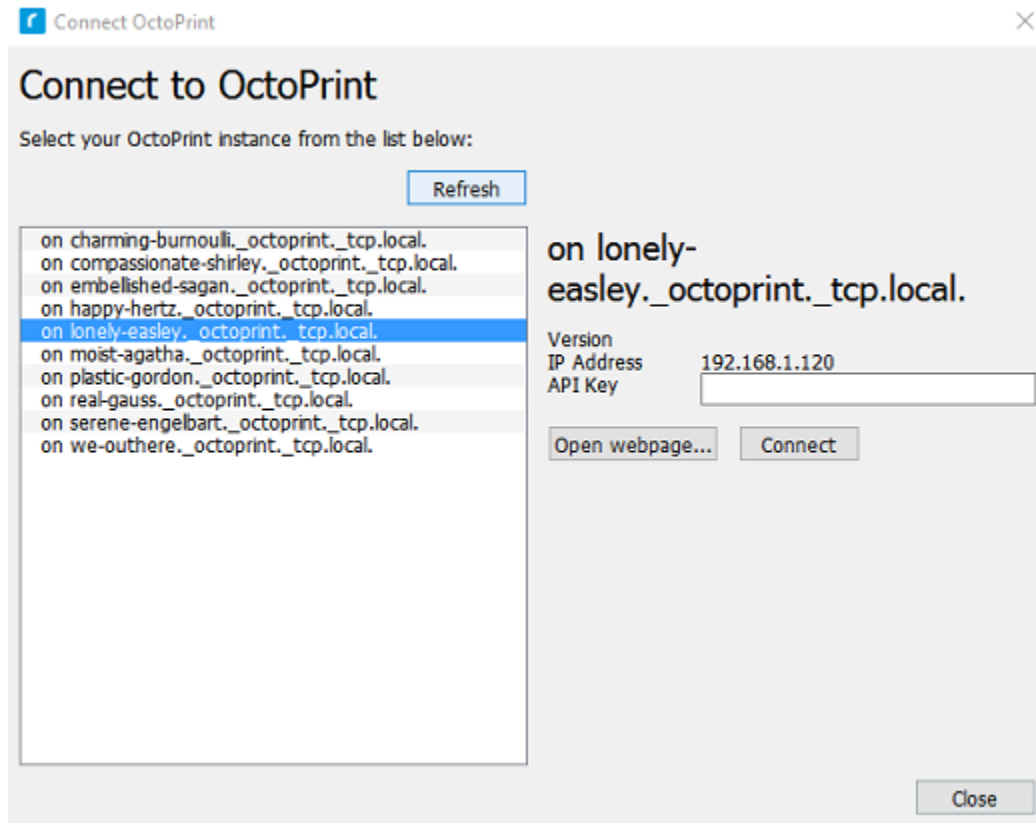 Connect OctoPrint
Connect to OctoPrint
Select your OctoPrint instance from the list below:
Refresh
on charming-burnoulli._octoprint._tcp.local.
on compassionate-shirley._octoprint._tcp.local.
on embellished-sagan._octoprint._tcp.local.
on happy-hertz._octoprint._tcp.local.
on lonely-easley._octoprint._tcp.local.
on moist-agatha._octoprint._tcp.local.
on plastic-gordon._octoprint._tcp.local.
on real-gauss._octoprint._tcp.local.
on serene-engelbart._octoprint._tcp.local.
on we-outhere._octoprint._tcp.local.
on lonely-
easley._octoprint._tcp.local.
Version
IP Address 192.168.1.120
API Key
Open webpage... Connect
Close